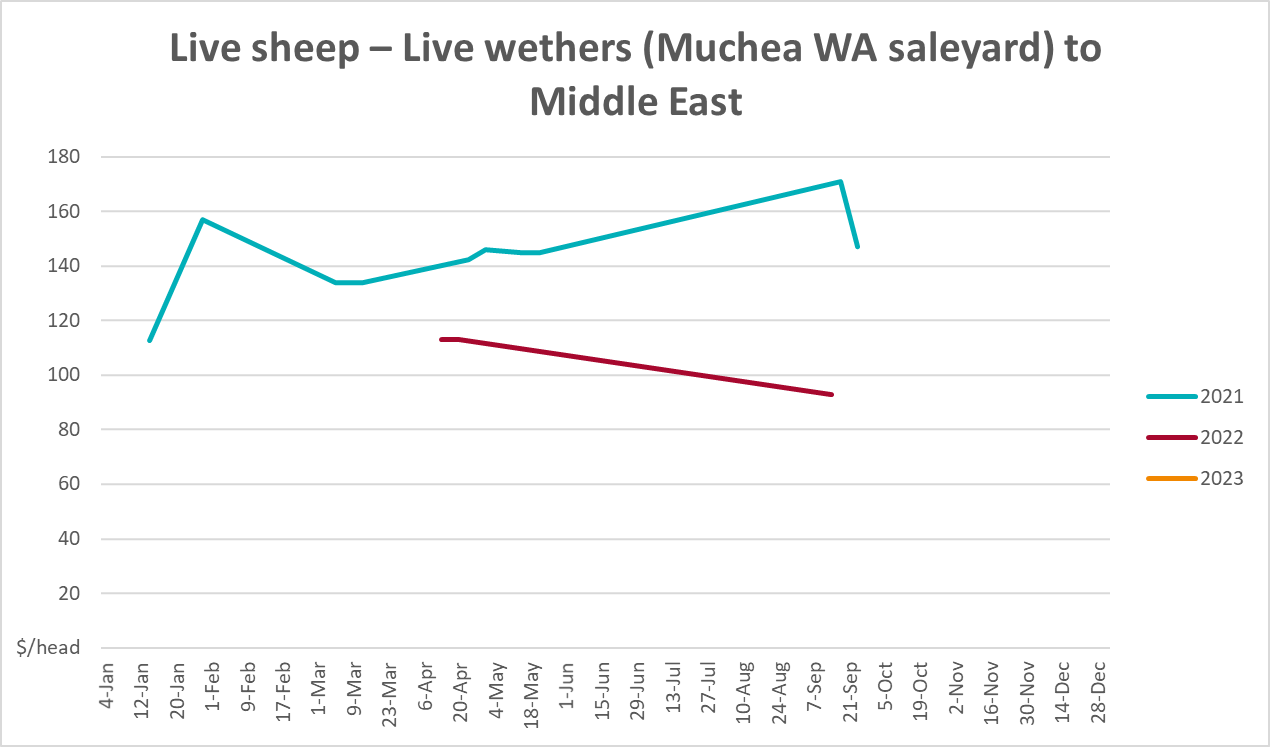 Live sheep – Live wethers (Muchea WA saleyard) to
Middle East
180
160
140
120
100
80
60
40
20
$/head
4-Jan
12-Jan
20-Jan
1-Feb
9-Feb
17-Feb
1-Mar
9-Mar
23-Mar
6-Apr
20-Apr
4-May
18-May
1-Jun
15-Jun
29-Jun
13-Jul
27-Jul
10-Aug
24-Aug
7-Sep
21-Sep
5-Oct
19-Oct
2-Nov
16-Nov
30-Nov
14-Dec
28-Dec
2021
2022
2023